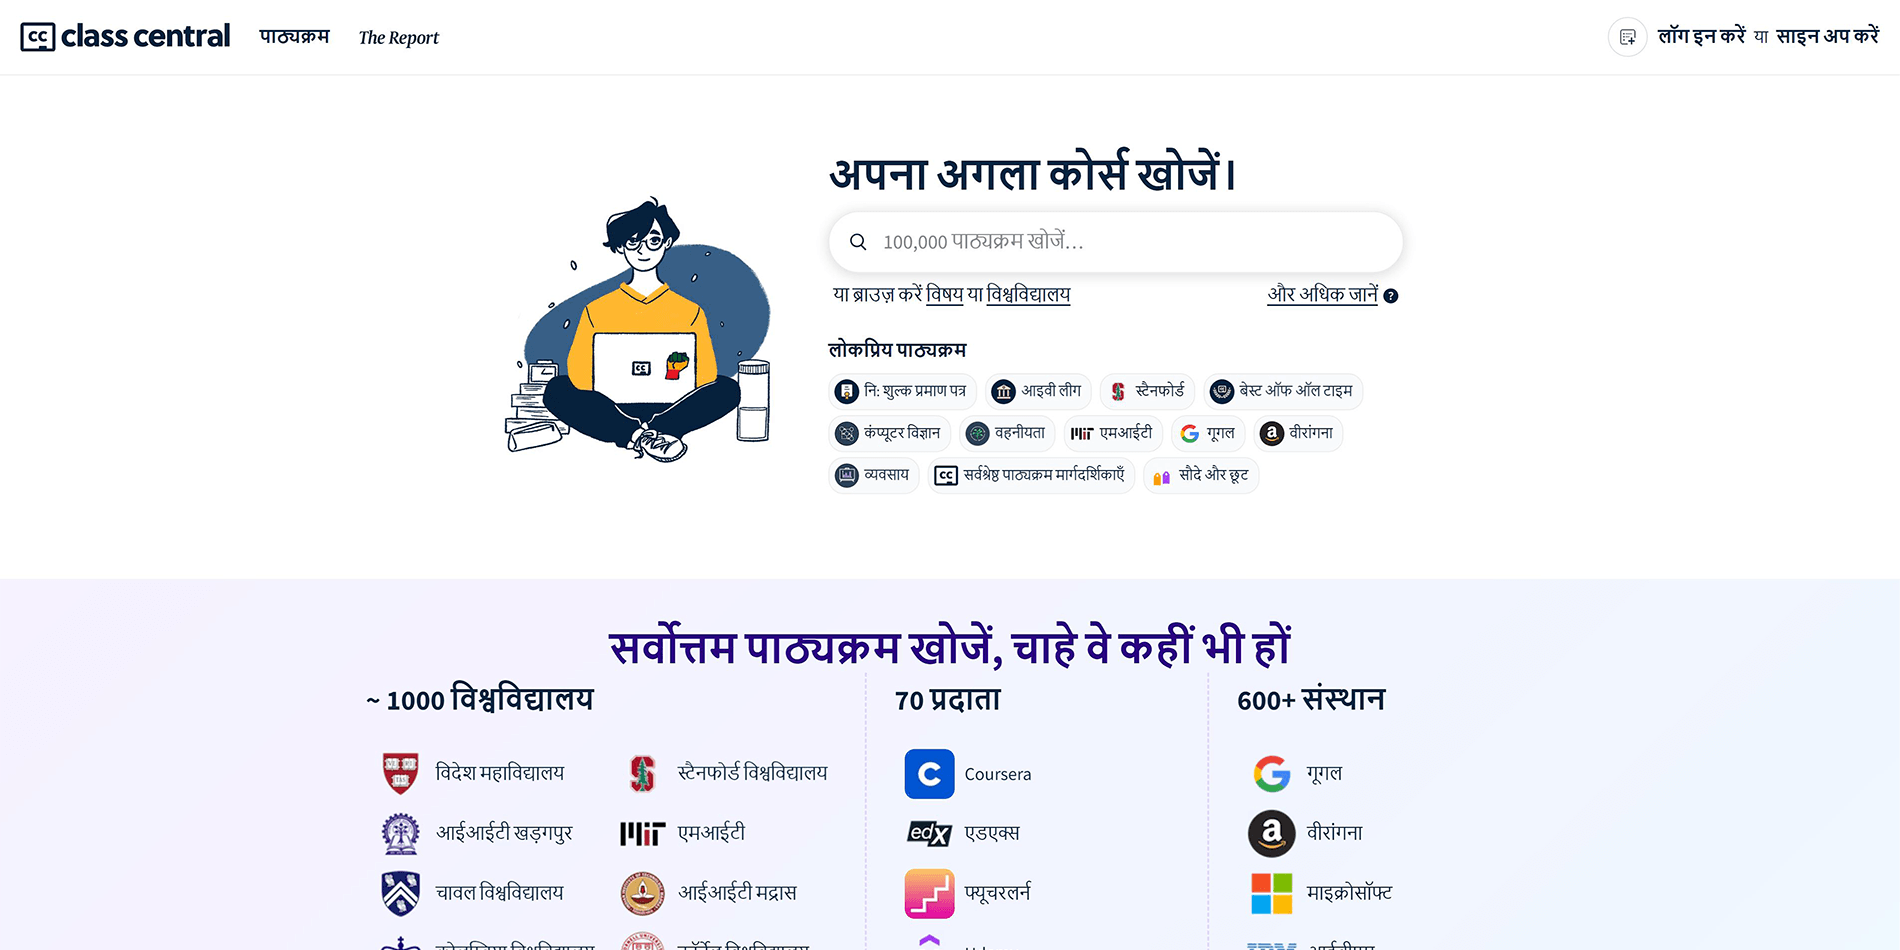 class central पाठ्यक्रम The Report लॉग इन करें या साइन अप करें
अपना अगला कोर्स खोजें।
100,000 पाठ्यक्रम खोजें...
या ब्राउज़ करें विषय या विश्वविद्यालय और अधिक जानें ?
लोकप्रिय पाठ्यक्रम
नि: शुल्क प्रमाण पत्र आइवी लीग स्टैनफोर्ड बेस्ट ऑफ ऑल टाइम
कंप्यूटर विज्ञान वहनीयता एमआईटी गूगल वीरांगना
व्यवसाय सर्वश्रेष्ठ पाठ्यक्रम मार्गदर्शिकाएँ सौदे और छूट
सर्वोत्तम पाठ्यक्रम खोजें, चाहे वे कहीं भी हों
~ 1000 विश्वविद्यालय 70 प्रदाता 600+ संस्थान
विदेश महाविद्यालय स्टैनफोर्ड विश्वविद्यालय Coursera गूगल
आईआईटी खड़गपुर MIT एमआईटी edX एडएक्स वीरांगना
चावल विश्वविद्यालय आईआईटी मद्रास फ्यूचरलर्न माइक्रोसॉफ्ट